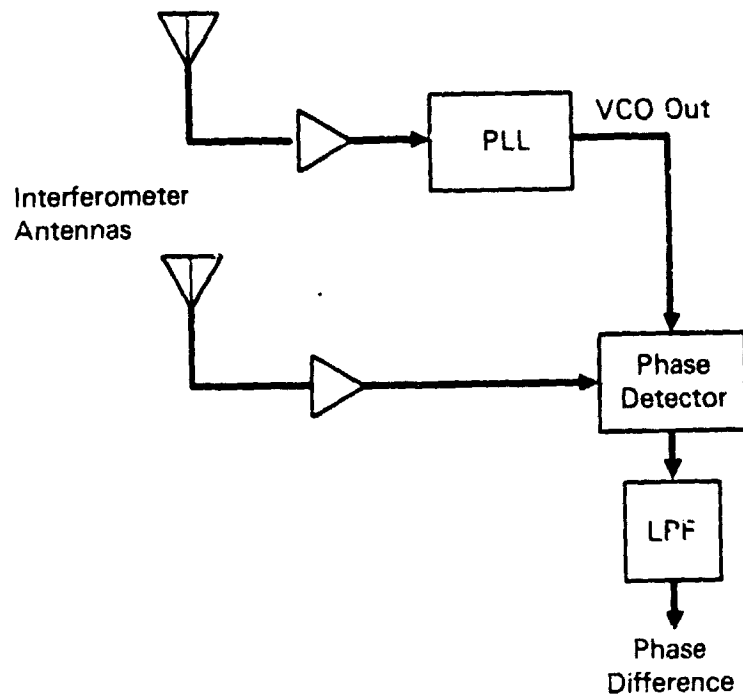 VCO Out
PLL
Interferometer
Antennas
Phase
Detector
LPF
Phase
Difference